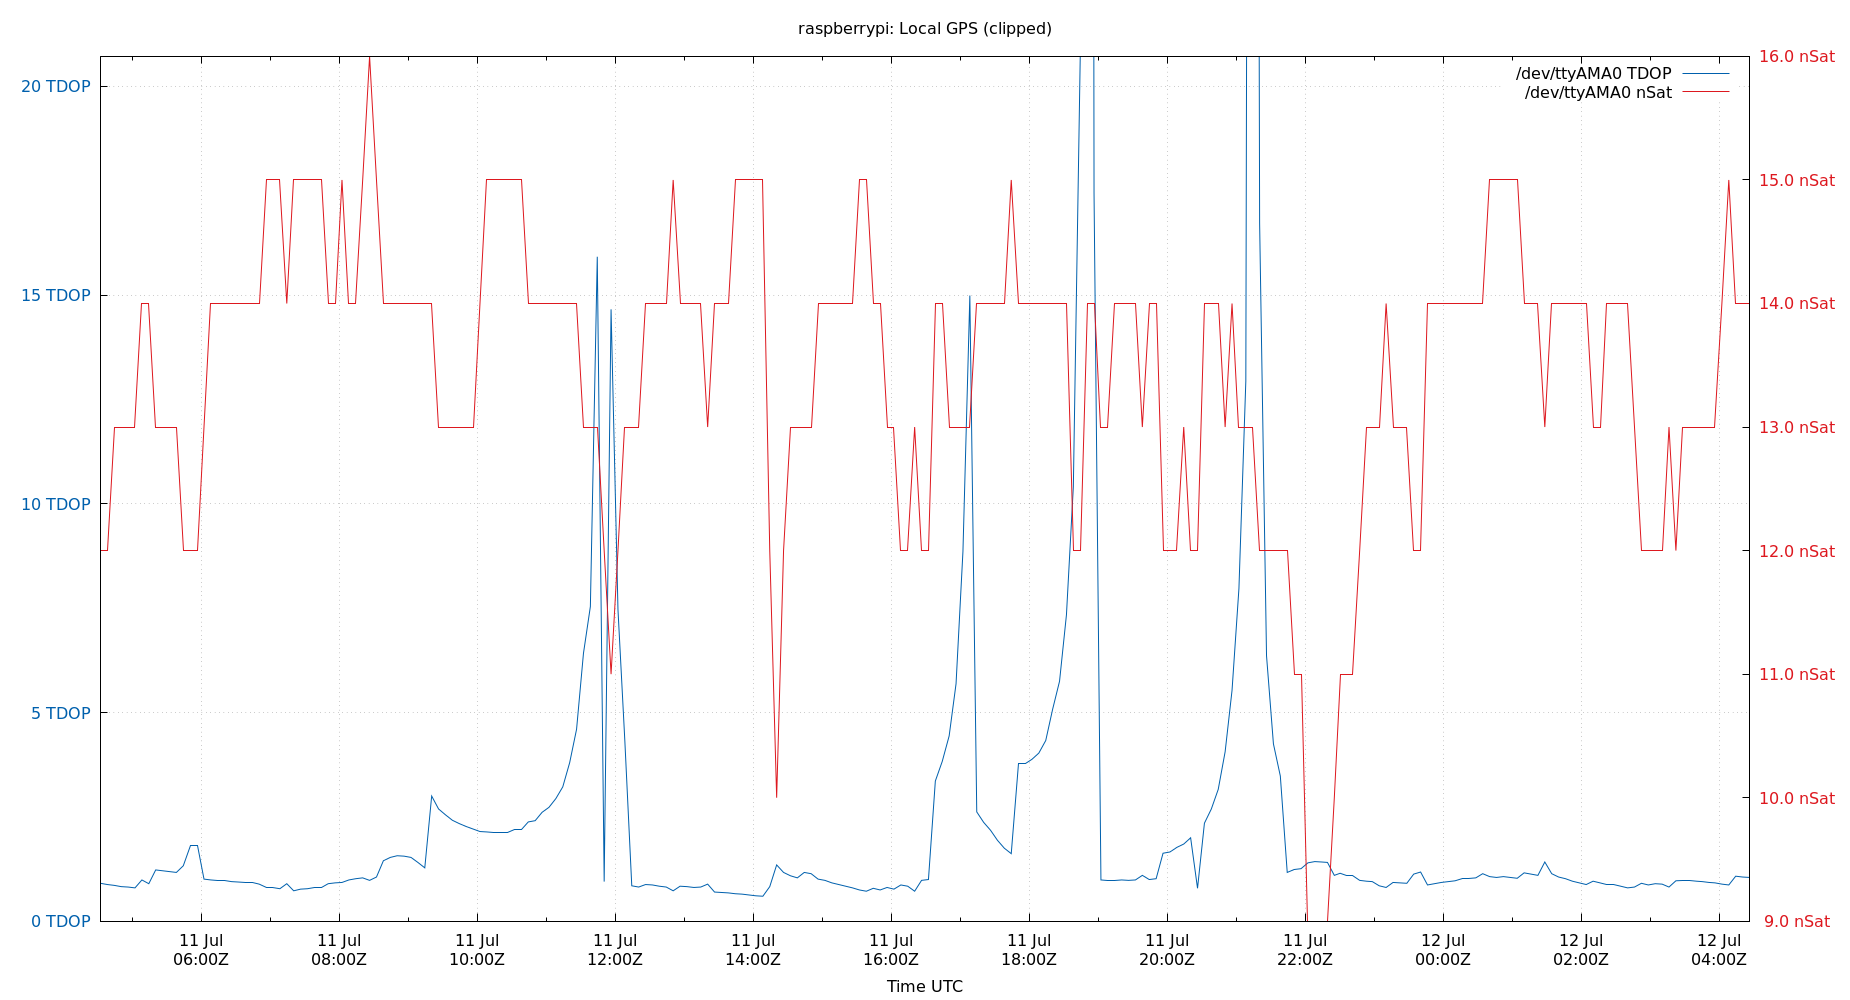 raspberrypi: Local GPS (clipped)
16.0 nSat
/dev/ttyAMA0 TDOP
20 TDOP
/dev/ttyAMA0 nSat
15.0 nSat
15 TDOP
14.0 nSat
13.0 nSat
10 TDOP
12.0 nSat
11.0 nSat
5 TDOP
10.0 nSat
0 TDOP
9.0 nSat
11 Jul 11 Jul 11 Jul 11 Jul 11 Jul 11 Jul 11 Jul 11 Jul 11 Jul 12 Jul 12 Jul 12 Jul
06:00Z 08:00Z 10:00Z 12:00Z 14:00Z 16:00Z 18:00Z 20:00Z 22:00Z 00:00Z 02:00Z 04:00Z
Time UTC